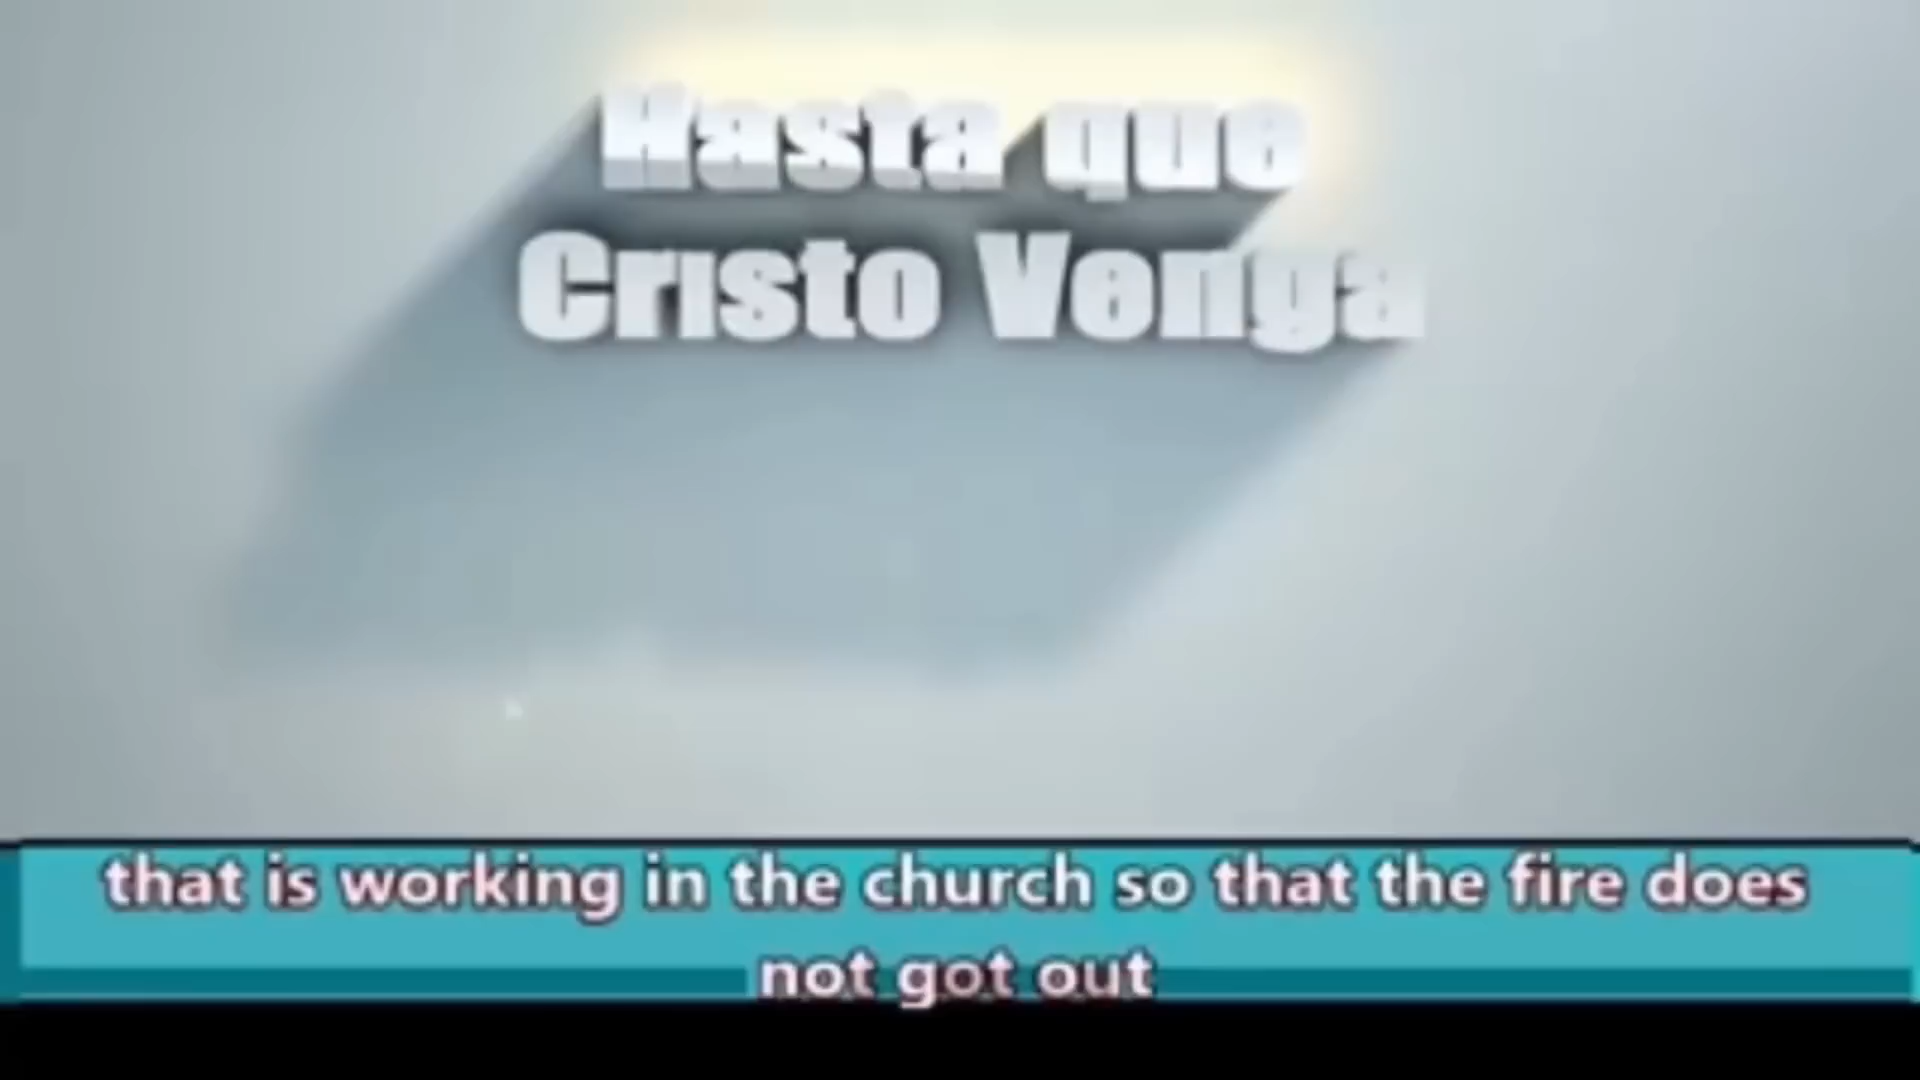 Hasta que
Cristo Venga
that is working in the church so that the fire does
not got out